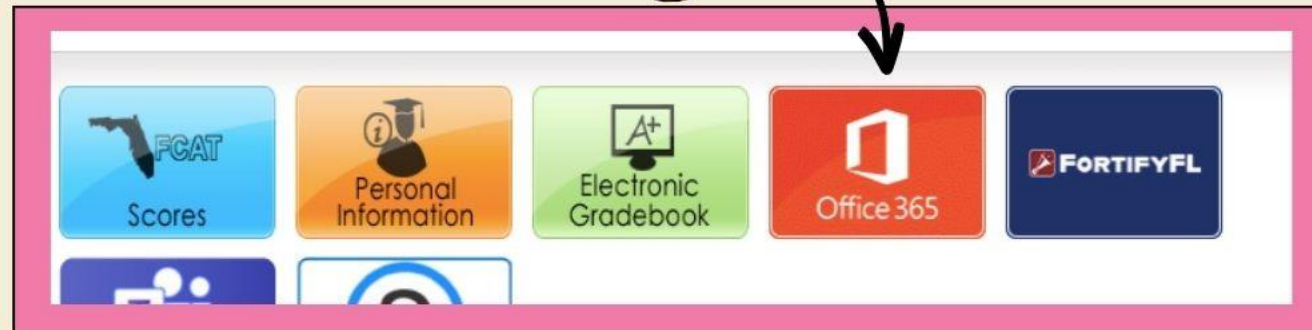 FCAT
Scores
i
Personal
Information
A+
Electronic
Gradebook
Office 365
FORTIFYFL